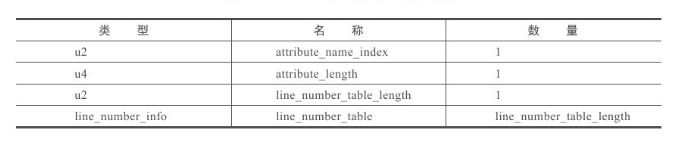 类 型 名 称 数 量
u2 attribute_name_index 1
u4 attribute_length 1
u2 line_number_table_length 1
line_number_info line_number_table line_number_table_length